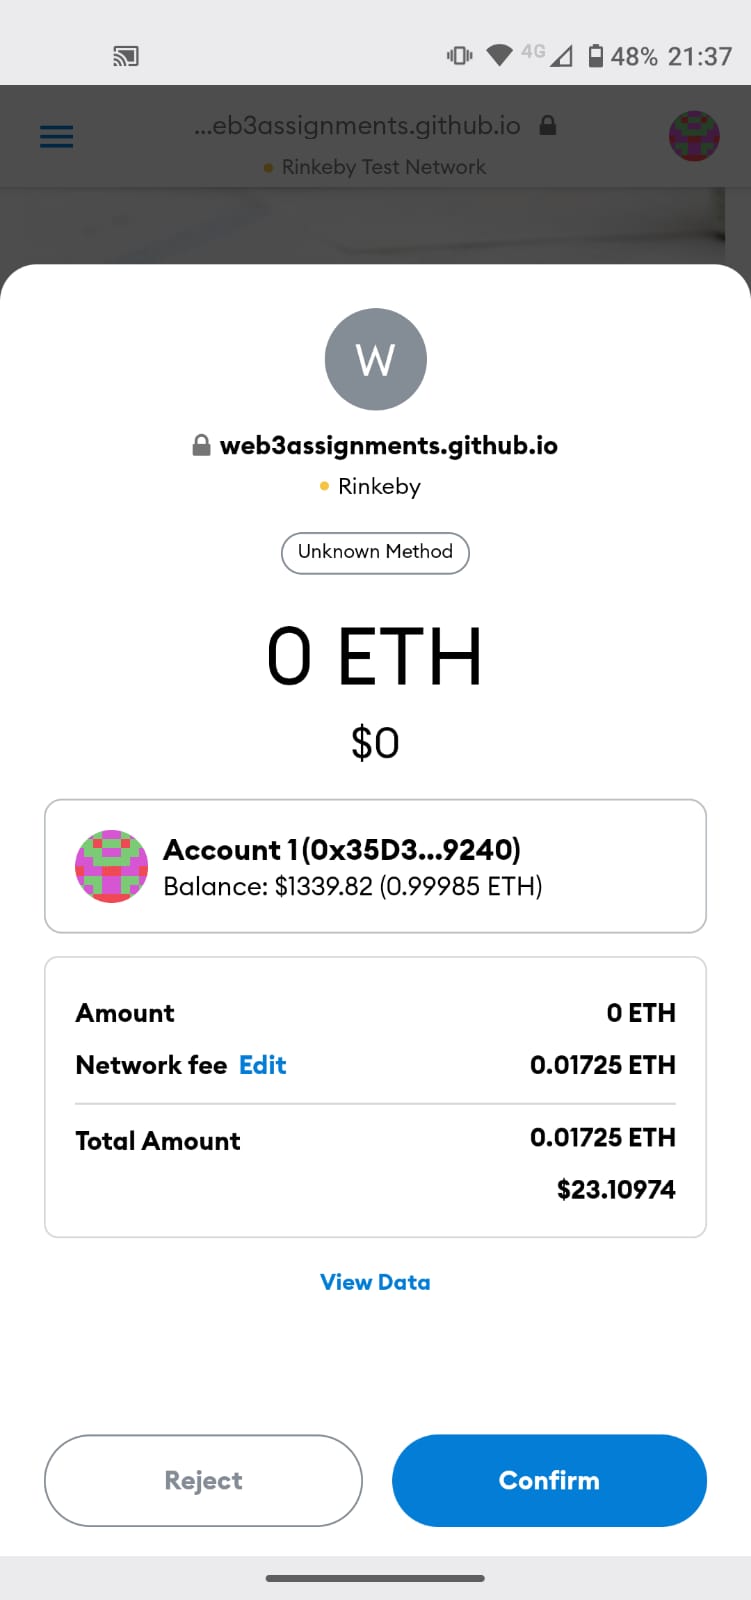 4G 48% 21:37
...eb3assignments.github.io
Rinkeby Test Network
W
web3assignments.github.io
Rinkeby
Unknown Method
0 ETH
$0
Account 1 (0x35D3...9240)
Balance: $1339.82 (0.99985 ETH)
Amount 0 ETH
Network fee Edit 0.01725 ETH
Total Amount 0.01725 ETH
$23.10974
View Data
Reject Confirm